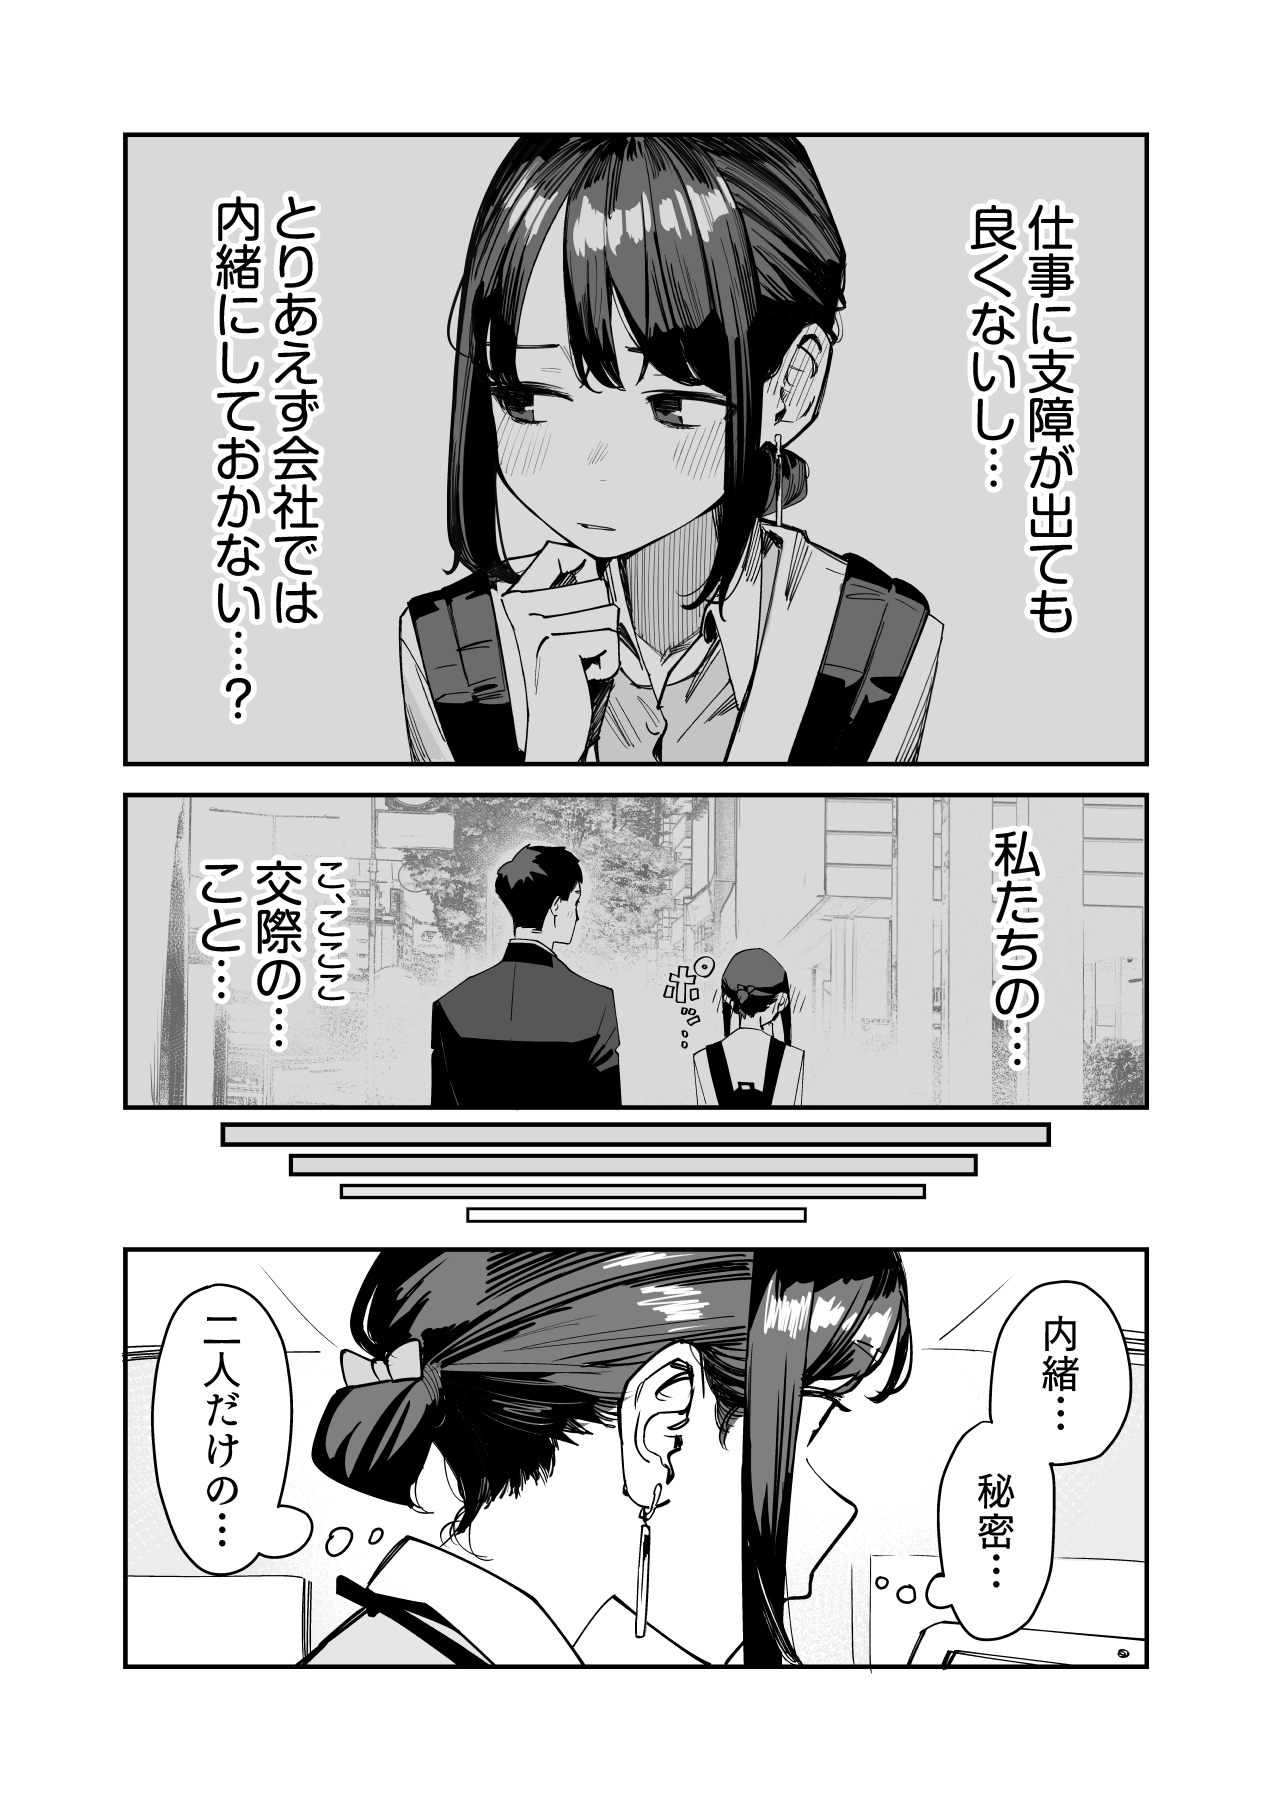 仕事に支障が出ても
良くないし…
とりあえず会社では
内緒にしておかない…?
私たちの…
こ、こここ
交際の…
こと…
ポッ…
内緒…
秘密…
二人だけの…